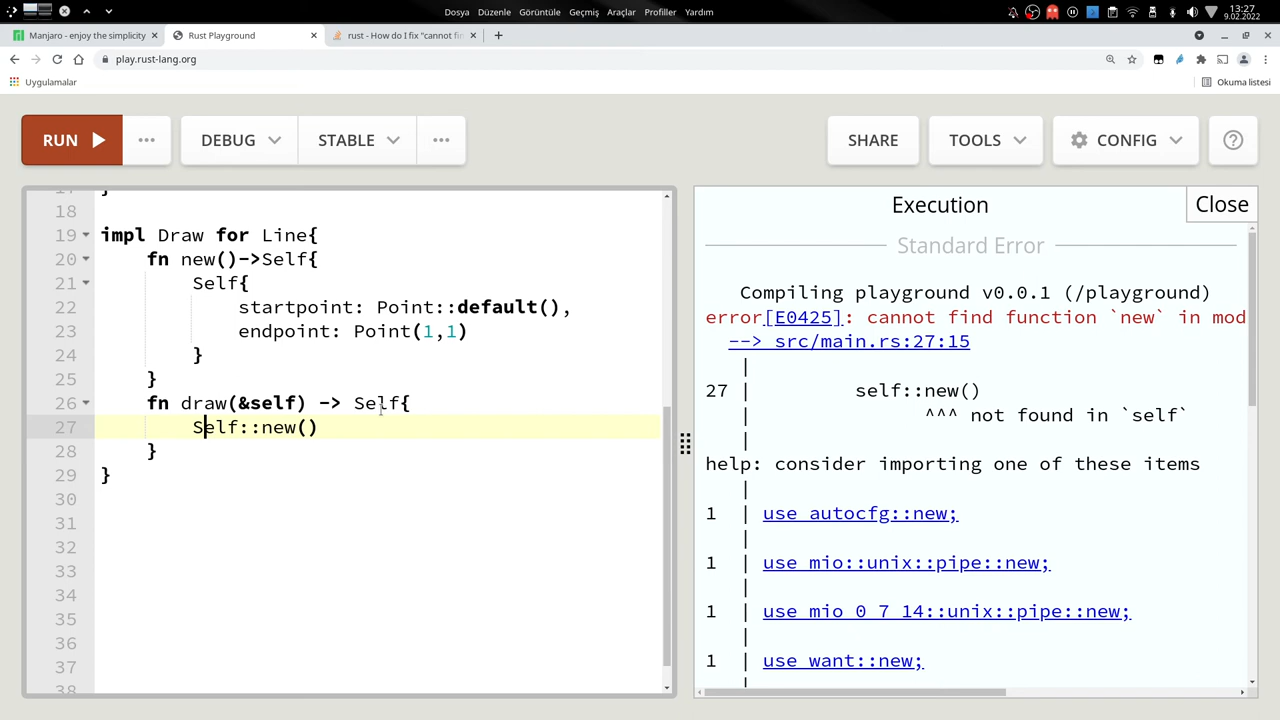 Dosya Düzenle Görüntüle Geçmiş Araçlar Profiller Yardım
13:27
9.02.2022
Manjaro - enjoy the simplicity
Rust Playground
rust - How do I fix "cannot fin
play.rust-lang.org
Uygulamalar
Okuma listesi
RUN
DEBUG
STABLE
SHARE
TOOLS
CONFIG
17 }
18
19 impl Draw for Line{
20 fn new()->Self{
21 Self{
22 startpoint: Point::default(),
23 endpoint: Point(1,1)
24 }
25 }
26 fn draw(&self) -> Self{
27 Self::new()
28 }
29 }
30
31
32
33
34
35
36
37
38
Execution
Close
Standard Error
Compiling playground v0.0.1 (/playground)
error[E0425]: cannot find function `new` in mod
--> src/main.rs:27:15
|
27 | self::new()
^^^ not found in `self`
|
help: consider importing one of these items
|
1 | use autocfg::new;
|
1 | use mio::unix::pipe::new;
|
1 | use mio_0_7_14::unix::pipe::new;
|
1 | use want::new;
|